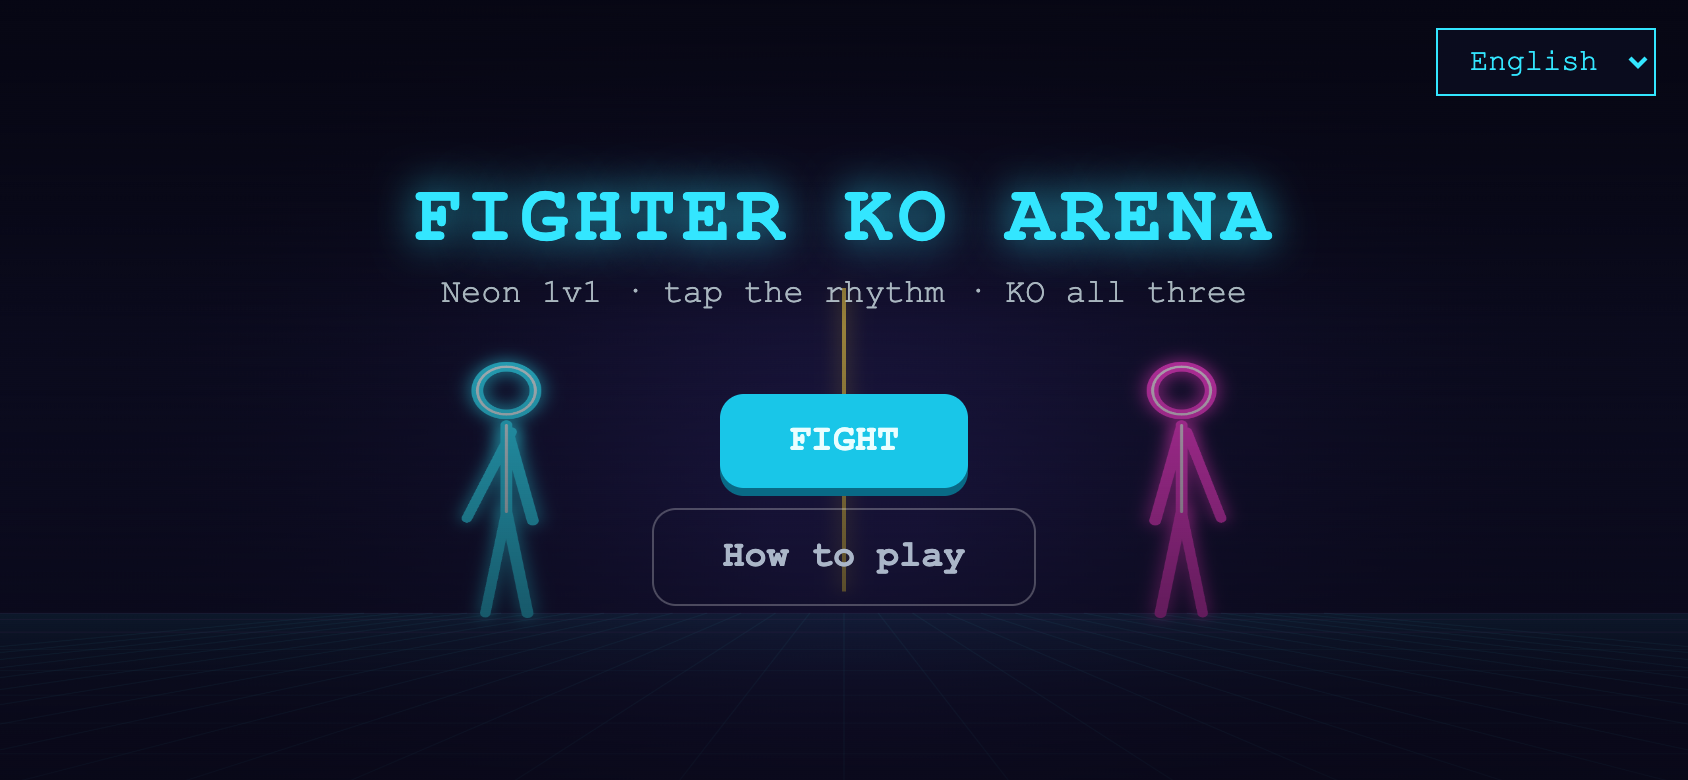 English
FIGHTER KO ARENA
Neon 1v1 · tap the rhythm · KO all three
FIGHT
How to play